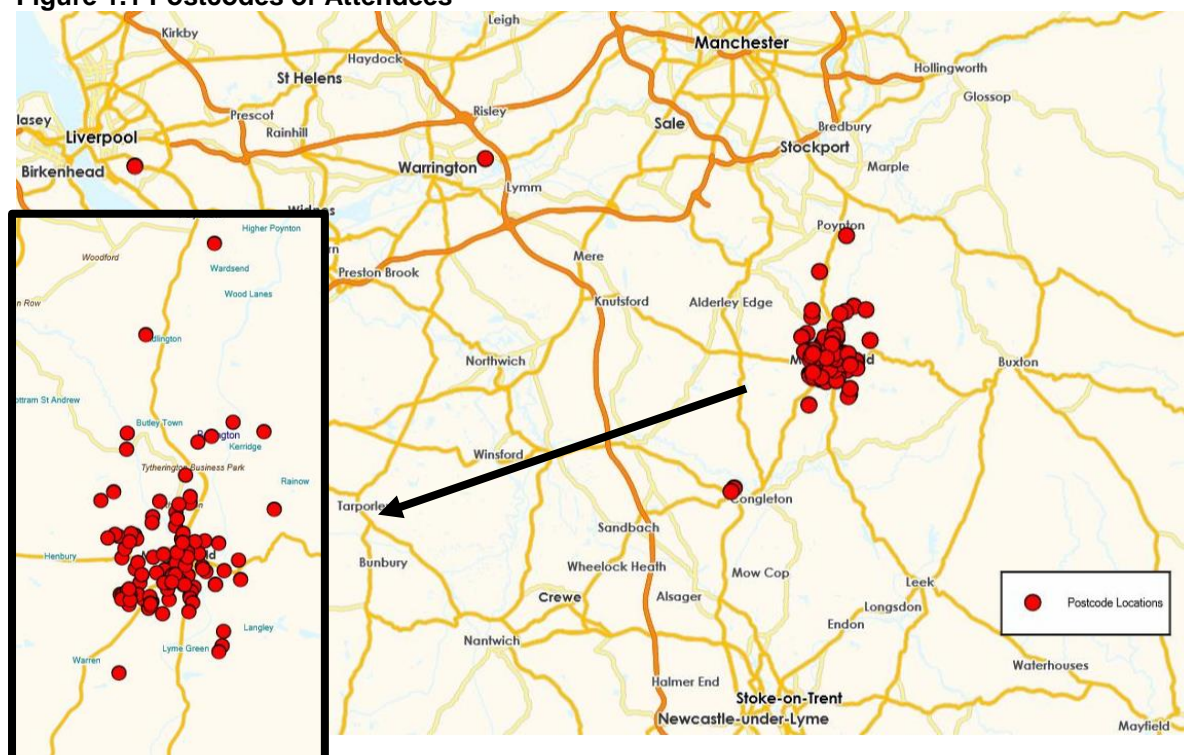 Figure 1.1 Postcodes of Attendees
Kirkby
Leigh
Manchester
Haydock
St Helens
Hollingworth
Glossop
Risley
Prescot
Sale
Bredbury
Rainhill
Liverpool
Stockport
Birkenhead
Warrington
Marple
Lymm
Poynton
Mere
Preston Brook
Knutsford
Alderley Edge
Northwich
Buxton
Winsford
Tarporley
Congleton
Sandbach
Bunbury
Wheelock Heath
Mow Cop
Leek
Crewe
Alsager
Longsdon
Endon
Nantwich
Waterhouses
Halmer End
Stoke-on-Trent
Newcastle-under-Lyme
Mayfield
Postcode Locations
Higher Poynton
Woodford
Wardsend
Wood Lanes
Butley Town
Kerridge
Tytherington Business Park
Rainow
Henbury
Langley
Lyme Green
Warren